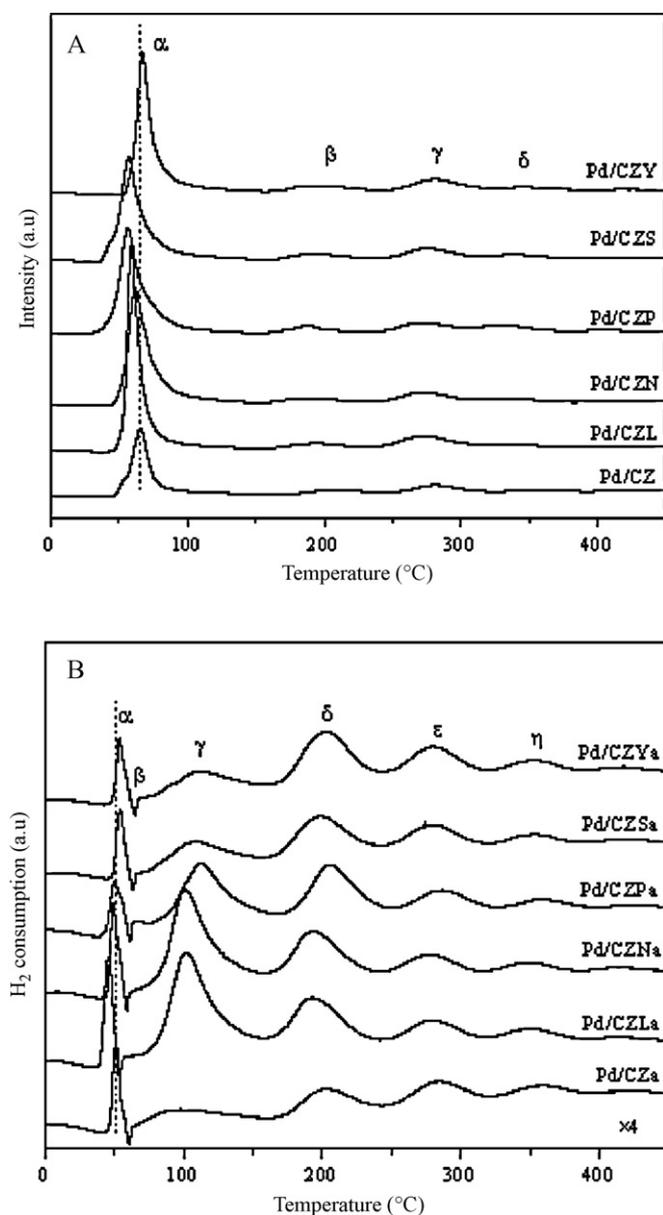 A
α
β
γ
δ
Pd/CZY
Pd/CZS
Pd/CZP
Pd/CZN
Pd/CZL
Pd/CZ
Intensity (a.u)
0
100
200
300
400
Temperature (°C)
B
α
β
γ
δ
ε
η
Pd/CZYa
Pd/CZSa
Pd/CZPa
Pd/CZNa
Pd/CZLa
Pd/CZa
×4
H₂ consumption (a.u)
0
50
100
200
300
400
Temperature (°C)